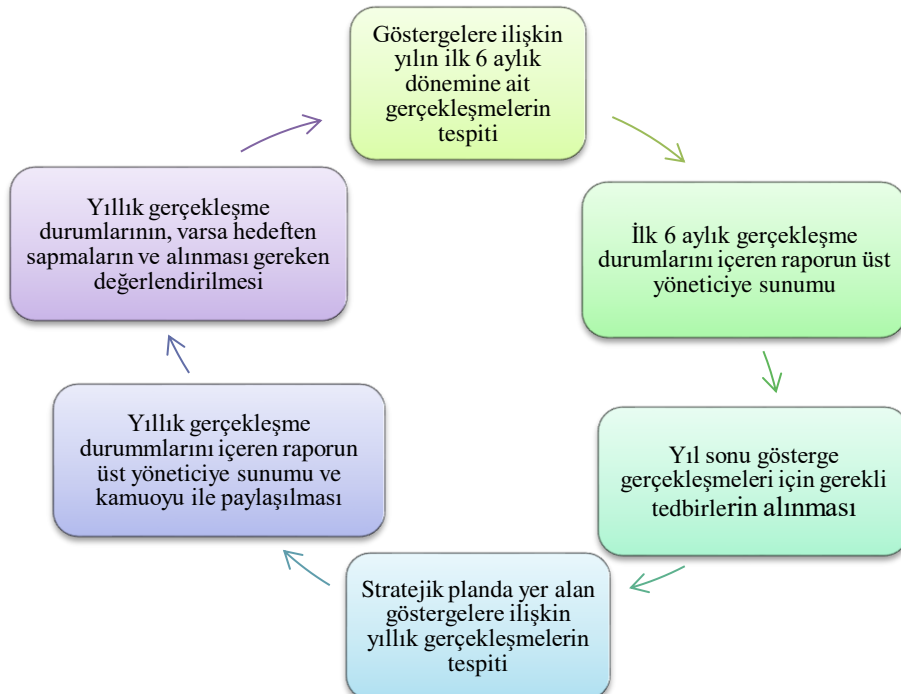 Göstergelere ilişkin
yılın ilk 6 aylık
dönemine ait
gerçekleşmelerin
tespiti
İlk 6 aylık gerçekleşme
durumlarını içeren raporun üst
yöneticiye sunumu
Yıl sonu gösterge
gerçekleşmeleri için gerekli
tedbirlerin alınması
Stratejik planda yer alan
göstergelere ilişkin
yıllık gerçekleşmelerin
tespiti
Yıllık gerçekleşme
durummlarını içeren raporun
üst yöneticiye sunumu ve
kamuoyu ile paylaşılması
Yıllık gerçekleşme
durumlarının, varsa hedeften
sapmaların ve alınması gereken
değerlendirilmesi